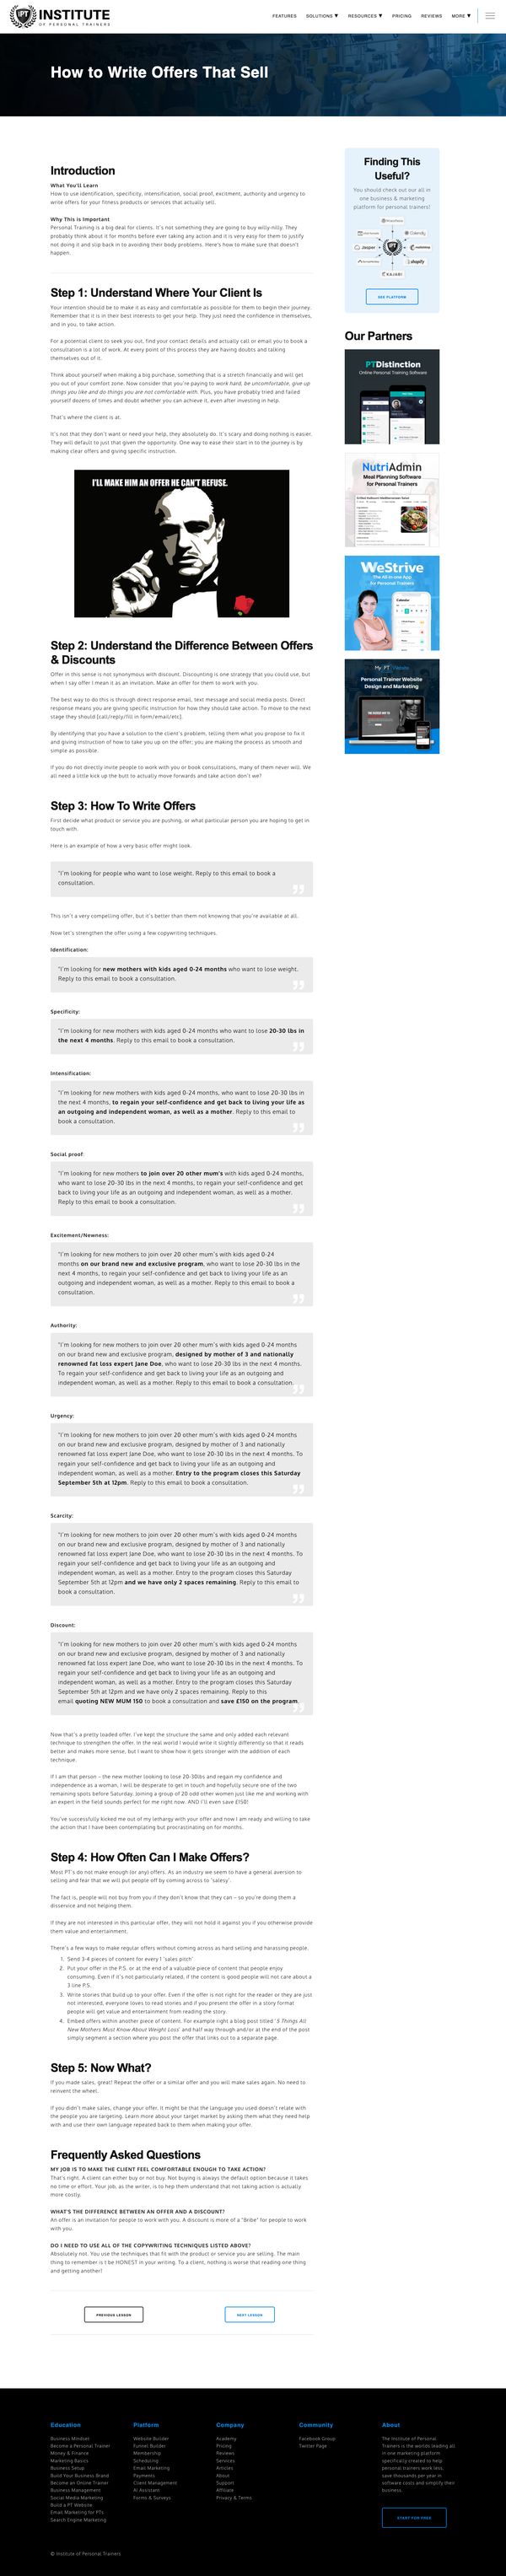 INSTITUTE
OF PERSONAL TRAINERS
FEATURES
SOLUTIONS ▼
RESOURCES ▼
PRICING
REVIEWS
MORE ▼
How to Write Offers That Sell
Introduction
What You'll Learn
How to use identification, specificity, intensification, social proof, excitment, authority and urgency to
write offers for your fitness products or services that actually sell.
Why This is Important
Personal Training is a big deal for clients. It's not something they are going to buy willy-nilly. They
probably think about it for months before they ever take any action and it is very easy for them to justify
not doing it and slip back in to avoiding their body problems. Here's how to make sure that doesn't
happen.
Step 1: Understand Where Your Client Is
Your intention should be to make it as easy and comfortable as possible for them to begin their journey.
Remember that it is in their best interests to get your help. They just need the confidence in themselves,
and in you, to take action.
For a potential client to seek you out, find your contact details and actually call or email you to book a
consultation is a lot of work. At every point of this process they are having doubts and talking
themselves out of it.
Think about yourself when making a big purchase, something that is a stretch financially and will get
you out of your comfort zone. Now consider that you're paying to work hard, be uncomfortable, give up
things you like and do things you are not comfortable with. Plus, you have probably tried and failed
yourself dozens of times and doubt whether you can achieve it, even after investing in help.
That's where the client is at.
It's not that they don't want or need your help, they absolutely do. It's scary and doing nothing is easier.
They will default to just that given the opportunity. One way to ease their start in to the journey is by
making clear offers and giving specific instruction.
I'LL MAKE HIM AN OFFER HE CAN'T REFUSE.
Step 2: Understand the Difference Between Offers
& Discounts
Offer in this sense is not synonymous with discount. Discounting is one strategy that you could use, but
when I say offer I mean it as an invitation. Make an offer for them to work with you.
The best way to do this is through direct response email, text message and social media posts. Direct
response means you are giving specific instruction for how they should take action. To move to the next
stage they should [call/reply/fill in form/email/etc].
By identifying that you have a solution to the client's problem, telling them what you propose to fix it
and giving instruction of how to take you up on the offer; you are making the process as smooth and
simple as possible.
If you do not directly invite people to work with you or book consultations, many of them never will. We
all need a little kick up the butt to actually move forwards and take action don't we?
Step 3: How To Write Offers
First decide what product or service you are pushing, or what particular person you are hoping to get in
touch with.
Here is an example of how a very basic offer might look.
"I'm looking for people who want to lose weight. Reply to this email to book a
consultation.
This isn't a very compelling offer, but it's better than them not knowing that you're available at all.
Now let's strengthen the offer using a few copywriting techniques.
Identification:
"I'm looking for new mothers with kids aged 0-24 months who want to lose weight.
Reply to this email to book a consultation.
Specificity:
"I'm looking for new mothers with kids aged 0-24 months who want to lose 20-30 lbs in
the next 4 months. Reply to this email to book a consultation.
Intensification:
"I'm looking for new mothers with kids aged 0-24 months, who want to lose 20-30 lbs in
the next 4 months, to regain your self-confidence and get back to living your life as
an outgoing and independent woman, as well as a mother. Reply to this email to
book a consultation.
Social proof:
"I'm looking for new mothers to join over 20 other mum's with kids aged 0-24 months,
who want to lose 20-30 lbs in the next 4 months, to regain your self-confidence and get
back to living your life as an outgoing and independent woman, as well as a mother.
Reply to this email to book a consultation.
Excitement/Newness:
"I'm looking for new mothers to join over 20 other mum's with kids aged 0-24
months on our brand new and exclusive program, who want to lose 20-30 lbs in the
next 4 months, to regain your self-confidence and get back to living your life as an
outgoing and independent woman, as well as a mother. Reply to this email to book a
consultation.
Authority:
"I'm looking for new mothers to join over 20 other mum's with kids aged 0-24 months
on our brand new and exclusive program, designed by mother of 3 and nationally
renowned fat loss expert Jane Doe, who want to lose 20-30 lbs in the next 4 months.
To regain your self-confidence and get back to living your life as an outgoing and
independent woman, as well as a mother. Reply to this email to book a consultation.
Urgency:
"I'm looking for new mothers to join over 20 other mum's with kids aged 0-24 months
on our brand new and exclusive program, designed by mother of 3 and nationally
renowned fat loss expert Jane Doe, who want to lose 20-30 lbs in the next 4 months. To
regain your self-confidence and get back to living your life as an outgoing and
independent woman, as well as a mother. Entry to the program closes this Saturday
September 5th at 12pm. Reply to this email to book a consultation.
Scarcity:
"I'm looking for new mothers to join over 20 other mum's with kids aged 0-24 months
on our brand new and exclusive program, designed by mother of 3 and nationally
renowned fat loss expert Jane Doe, who want to lose 20-30 lbs in the next 4 months. To
regain your self-confidence and get back to living your life as an outgoing and
independent woman, as well as a mother. Entry to the program closes this Saturday
September 5th at 12pm and we have only 2 spaces remaining. Reply to this email to
book a consultation.
Discount:
"I'm looking for new mothers to join over 20 other mum's with kids aged 0-24 months
on our brand new and exclusive program, designed by mother of 3 and nationally
renowned fat loss expert Jane Doe, who want to lose 20-30 lbs in the next 4 months. To
regain your self-confidence and get back to living your life as an outgoing and
independent woman, as well as a mother. Entry to the program closes this Saturday
September 5th at 12pm and we have only 2 spaces remaining. Reply to this
email quoting NEW MUM 150 to book a consultation and save £150 on the program.
Now that's a pretty loaded offer. I've kept the structure the same and only added each relevant
technique to strengthen the offer. In the real world I would write it slightly differently so that it reads
better and makes more sense, but I want to show how it gets stronger with the addition of each
technique.
If I am that person – the new mother looking to lose 20-30lbs and regain my confidence and
independence as a woman, I will be desperate to get in touch and hopefully secure one of the two
remaining spots before Saturday. Joining a group of 20 odd other women just like me and working with
an expert in the field sounds perfect for me right now. AND I'll even save £150!
You've successfully kicked me out of my lethargy with your offer and now I am ready and willing to take
the action that I have been contemplating but procrastinating on for months.
Step 4: How Often Can I Make Offers?
Most PT's do not make enough (or any) offers. As an industry we seem to have a general aversion to
selling and fear that we will put people off by coming across to 'salesy'.
The fact is, people will not buy from you if they don't know that they can – so you're doing them a
disservice and not helping them.
If they are not interested in this particular offer, they will not hold it against you if you otherwise provide
them value and entertainment.
There's a few ways to make regular offers without coming across as hard selling and harassing people.
1. Send 3-4 pieces of content for every 1 'sales pitch'
2. Put your offer in the P.S. or at the end of a valuable piece of content that people enjoy
consuming. Even if it's not particularly related, if the content is good people will not care about a
3 line P.S.
3. Write stories that build up to your offer. Even if the offer is not right for the reader or they are just
not interested, everyone loves to read stories and if you present the offer in a story format
people will get value and entertainment from reading the story.
4. Embed offers within another piece of content. For example right a blog post titled '5 Things All
New Mothers Must Know About Weight Loss' and half way through and/or at the end of the post
simply segment a section where you post the offer that links out to a separate page.
Step 5: Now What?
If you made sales, great! Repeat the offer or a similar offer and you will make sales again. No need to
reinvent the wheel.
If you didn't make sales, change your offer. It might be that the language you used doesn't relate with
the people you are targeting. Learn more about your target market by asking them what they need help
with and use their own language repeated back to them when making your offer.
Frequently Asked Questions
MY JOB IS TO MAKE THE CLIENT FEEL COMFORTABLE ENOUGH TO TAKE ACTION?
That's right. A client can either buy or not buy. Not buying is always the default option because it takes
no time or effort. Your job, as the writer, is to help them understand that not taking action is actually
more costly.
WHAT'S THE DIFFERENCE BETWEEN AN OFFER AND A DISCOUNT?
An offer is an invitation for people to work with you. A discount is more of a "Bribe" for people to work
with you.
DO I NEED TO USE ALL OF THE COPYWRITING TECHNIQUES LISTED ABOVE?
Absolutely not. You use the techniques that fit with the product or service you are selling. The main
thing to remember is t be HONEST in your writing. To a client, nothing is worse that reading one thing
and getting another!
PREVIOUS LESSON
NEXT LESSON
Finding This
Useful?
You should check out our all in
one business & marketing
platform for personal trainers!
Calendly
Jasper
mailchimp
shopify
KAJABI
SEE PLATFORM
Our Partners
PTDistinction
Online Personal Training Software
NutriAdmin
Meal Planning Software
for Personal Trainers
WeStrive
The All in one App
for Personal Trainers
Calendar
My PT Website
Personal Trainer Website
Design and Marketing
Education
Business Mindset
Become a Personal Trainer
Money & Finance
Marketing Basics
Business Setup
Build Your Business Brand
Become an Online Trainer
Business Management
Social Media Marketing
Build a PT Website
Email Marketing for PTs
Search Engine Marketing
Platform
Website Builder
Funnel Builder
Membership
Scheduling
Email Marketing
Payments
Client Management
AI Assistant
Forms & Surveys
Company
Academy
Pricing
Reviews
Services
Articles
About
Support
Affiliate
Privacy & Terms
Community
Facebook Group
Twitter Page
About
The Institute of Personal
Trainers is the worlds leading all
in one marketing platform
specifically created to help
personal trainers work less,
save thousands per year in
software costs and simplify their
business.
START FOR FREE
© Institute of Personal Trainers